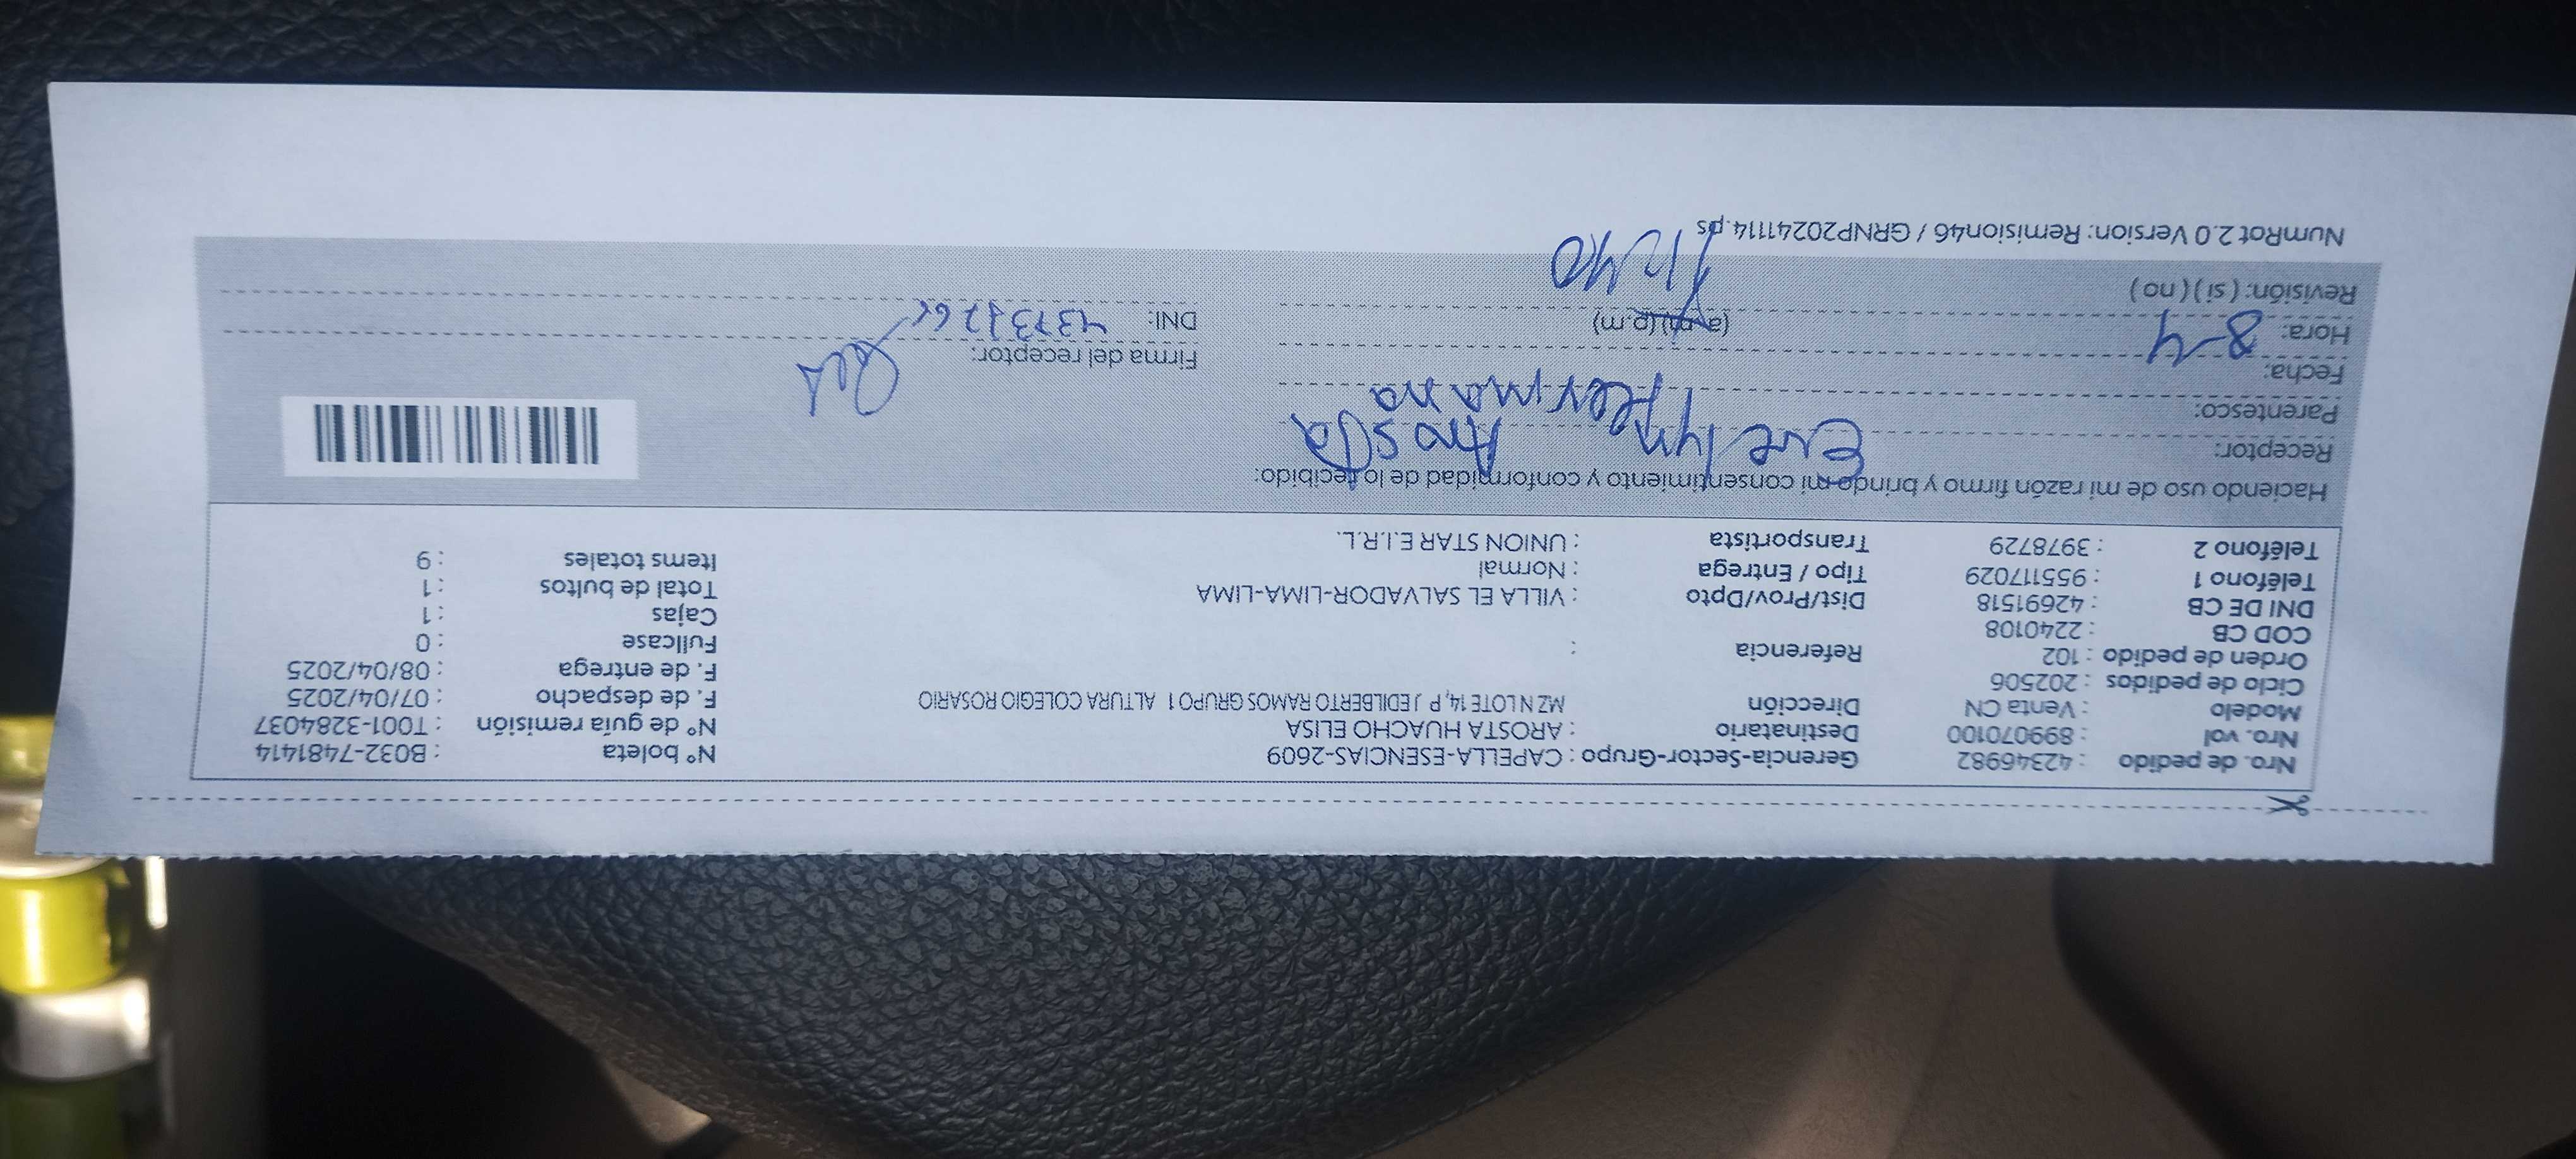 Nro. de pedido : 42346982 Gerencia-Sector-Grupo : CAPELLA-ESENCIAS-2609 N° boleta : B032-7481414
Nro. vol : 899070100 Destinatario : AROSTA HUACHO ELISA N° de guía remisión : T001-3284037
Modelo : Venta CN Dirección MZ N LOTE 14, P J EDILBERTO RAMOS GRUPO 1 ALTURA COLEGIO ROSARIO F. de despacho : 07/04/2025
Ciclo de pedidos : 202506 F. de entrega : 08/04/2025
Orden de pedido : 102 Referencia : Fullcase : 0
COD CB : 2240108 Cajas : 1
DNI DE CB : 42691518 Dist/Prov/Dpto : VILLA EL SALVADOR-LIMA-LIMA Total de bultos : 1
Teléfono 1 : 955117029 Tipo / Entrega : Normal Items totales : 9
Teléfono 2 : 3978729 Transportista : UNION STAR E.I.R.L.
Haciendo uso de mi razón firmo y brindo mi consentimiento y conformidad de lo recibido:
Receptor: Evelyn Arosta
Parentesco: Hermana
Fecha: 8-4 Firma del receptor:
Hora: (a.m) (p.m) DNI:
Revisión: ( si ) ( no ) 12:40
NumRot 2.0 Version: Remision46 / GRNP20241114.ps